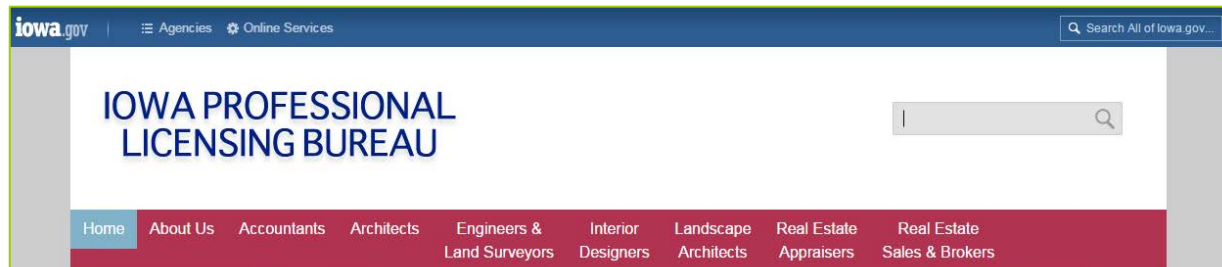 iowa.gov | Agencies Online Services Search All of Iowa.gov...
IOWA PROFESSIONAL
LICENSING BUREAU
Home About Us Accountants Architects Engineers & Interior Landscape Real Estate Real Estate
Land Surveyors Designers Architects Appraisers Sales & Brokers